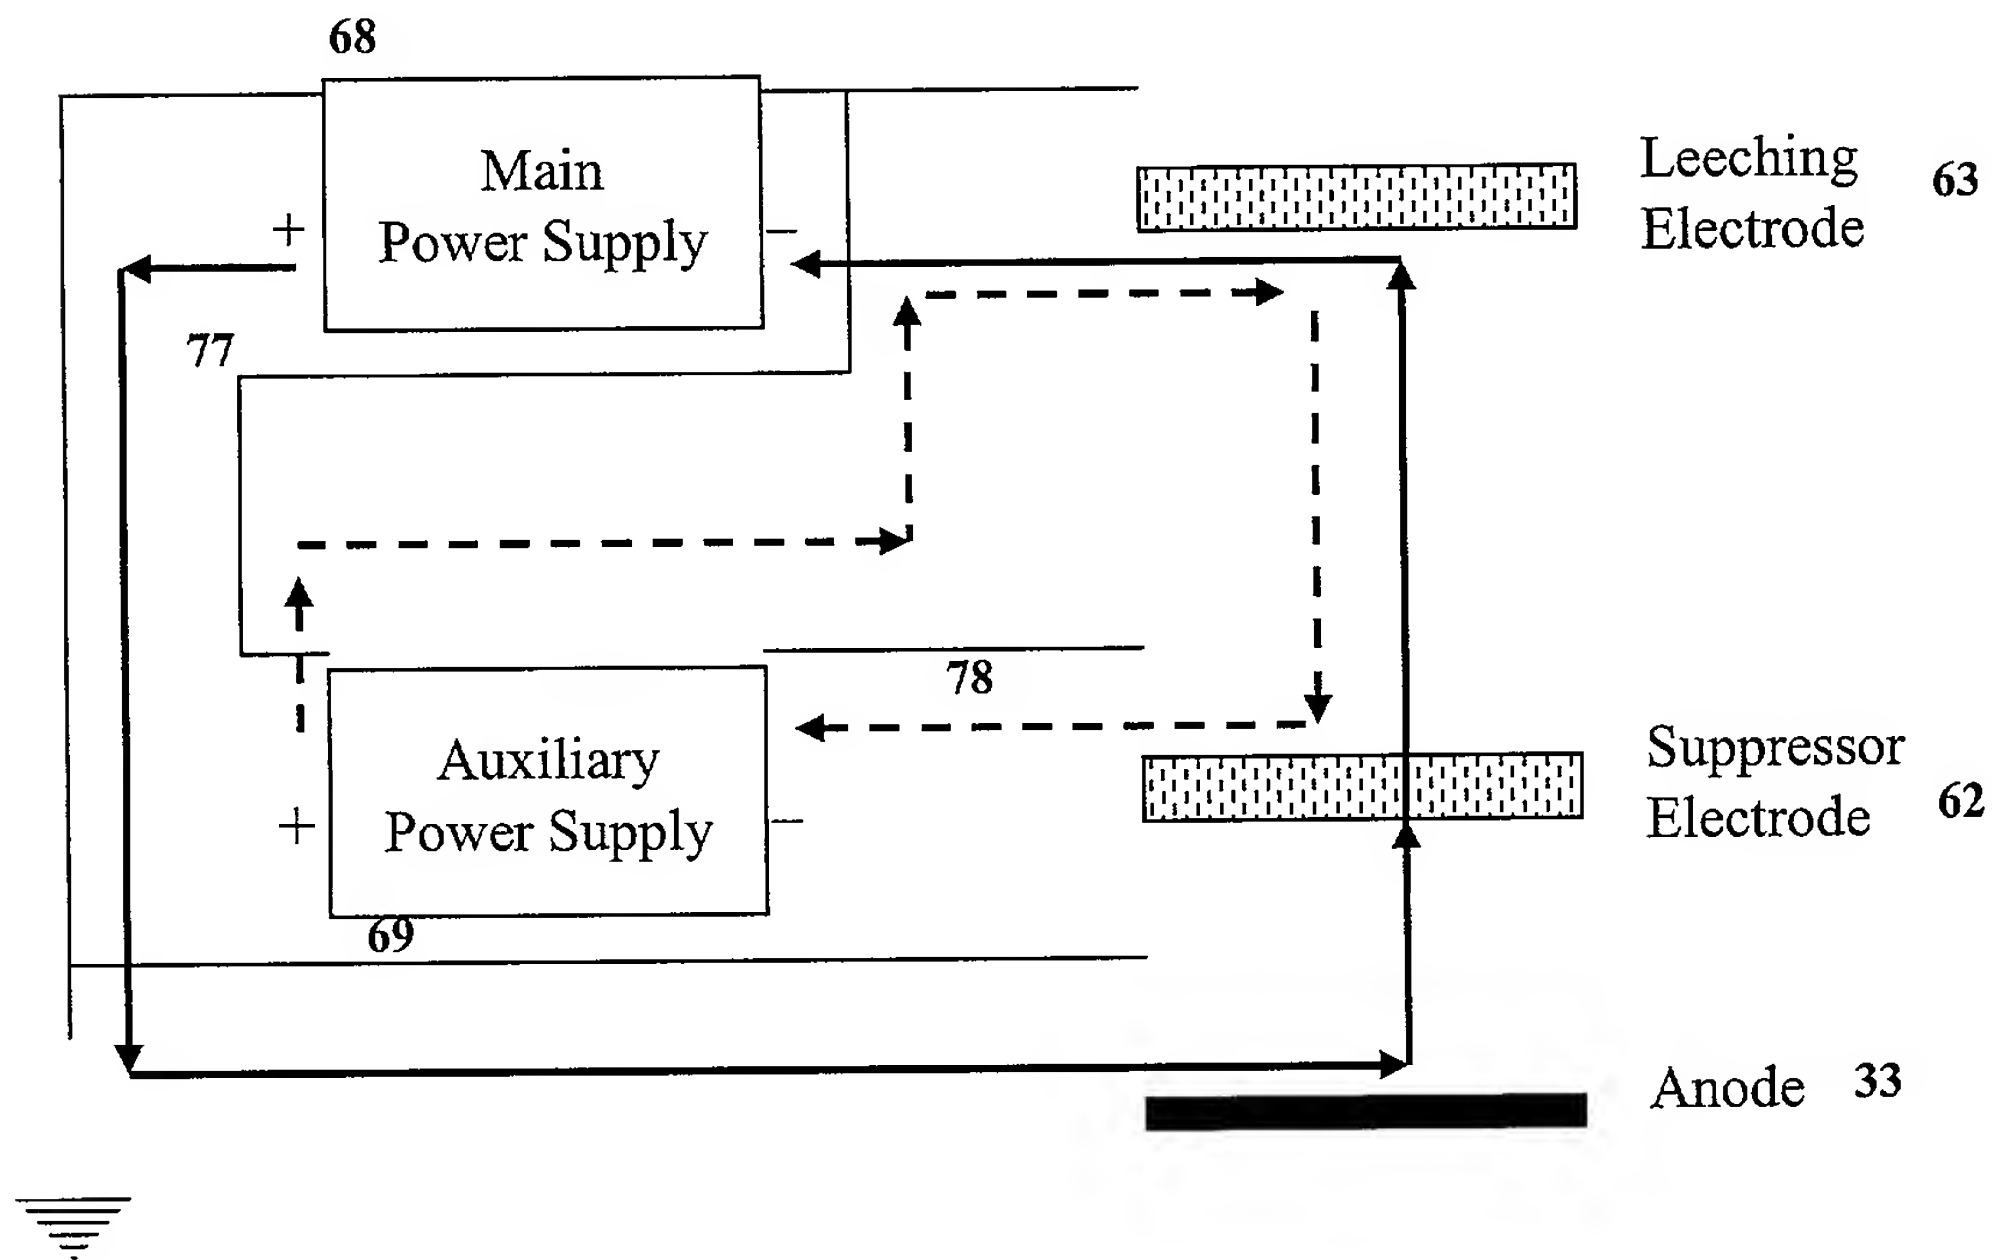 68
Main
Power Supply
+
−
Leeching
Electrode
63
77
78
Auxiliary
Power Supply
+
−
69
Suppressor
Electrode
62
Anode
33